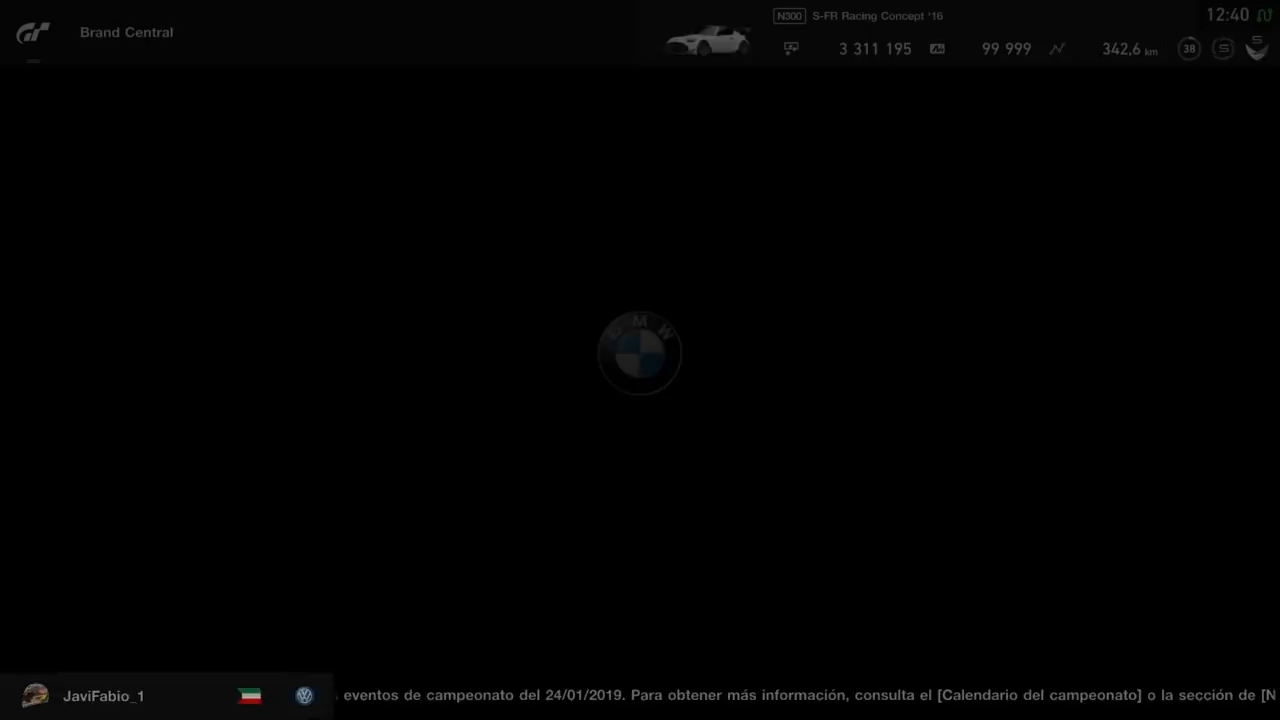 Brand Central
N300 S-FR Racing Concept '16
12:40
3 311 195
99 999
342,6 km
38
S
S
BMW
JaviFabio_1
eventos de campeonato del 24/01/2019. Para obtener más información, consulta el [Calendario del campeonato] o la sección de [N